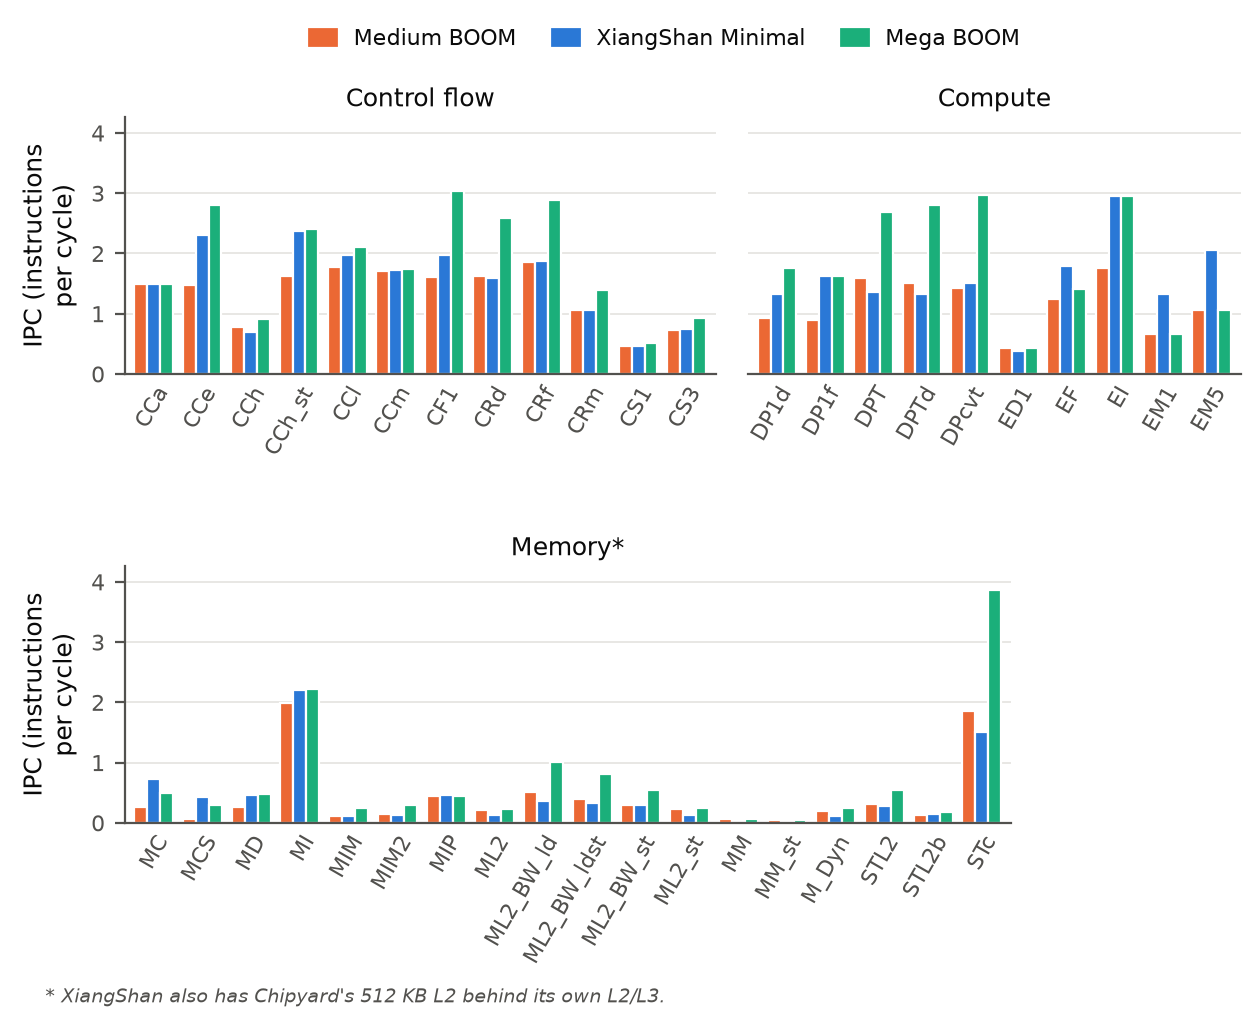 Medium BOOM XiangShan Minimal Mega BOOM
Control flow
Compute
IPC (instructions
per cycle)
4
3
2
1
0
CCa CCe CCh CCh_st CCl CCm CF1 CRd CRf CRm CS1 CS3
DP1d DP1f DPT DPTd DPcvt ED1 EF EI EM1 EM5
Memory*
IPC (instructions
per cycle)
4
3
2
1
0
MC MCS MD MI MIM MIM2 MIP ML2 ML2_BW_ld ML2_BW_ldst ML2_BW_st ML2_st MM MM_st M_Dyn STL2 STL2b STc
* XiangShan also has Chipyard's 512 KB L2 behind its own L2/L3.